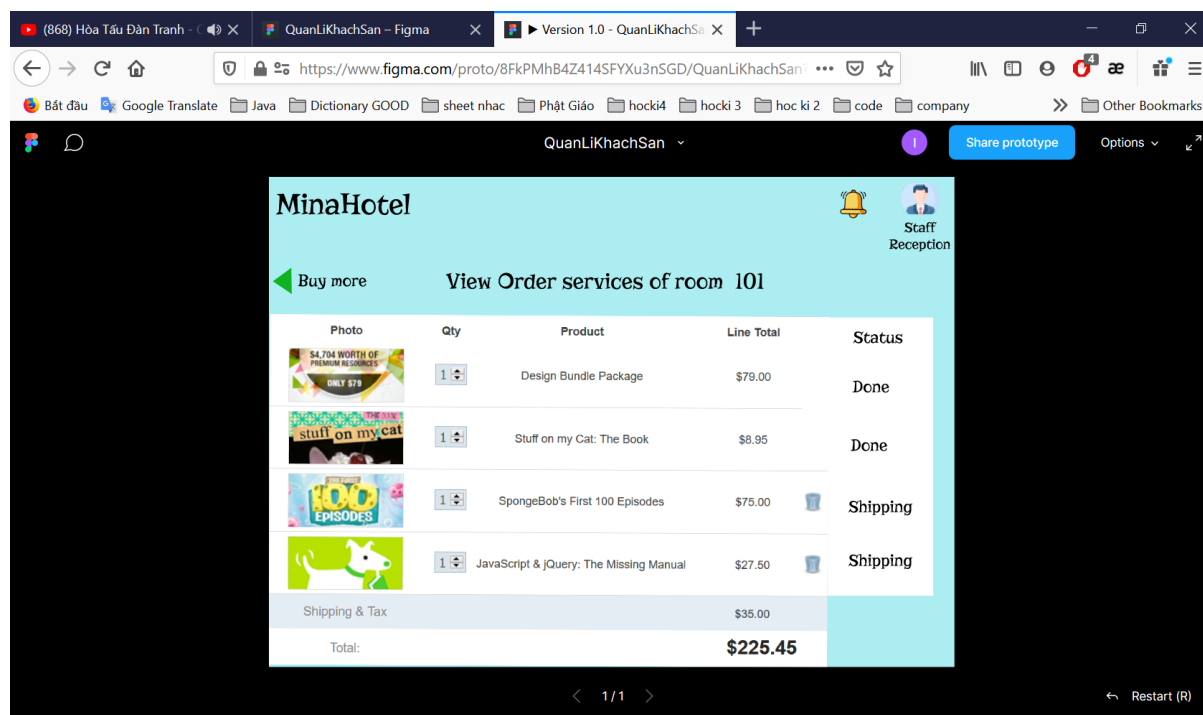 (868) Hòa Tấu Đàn Tranh -
QuanLiKhachSan – Figma
▶ Version 1.0 - QuanLiKhachSa
https://www.figma.com/proto/8FkPMhB4Z414SFYXu3nSGD/QuanLiKhachSan
4
Bắt đầu
Google Translate
Java
Dictionary GOOD
sheet nhac
Phật Giáo
hocki4
hocki 3
hoc ki 2
code
company
Other Bookmarks
QuanLiKhachSan
I
Share prototype
Options
MinaHotel
Staff
Reception
Buy more
View Order services of room 101
Photo Qty Product Line Total Status
$4,704 WORTH OF
PREMIUM RESOURCES
ONLY $79
1 Design Bundle Package $79.00 Done
stuff on my cat
1 Stuff on my Cat: The Book $8.95 Done
THE FIRST
100
EPISODES
1 SpongeBob's First 100 Episodes $75.00 Shipping
1 JavaScript & jQuery: The Missing Manual $27.50 Shipping
Shipping & Tax $35.00
Total: $225.45
1 / 1
Restart (R)